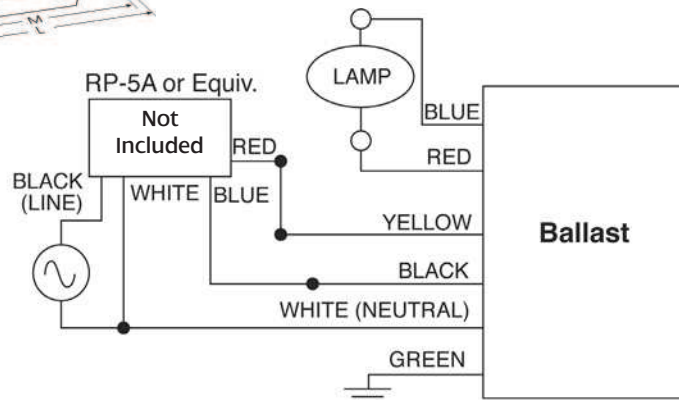 M
L
RP-5A or Equiv.
Not
Included
LAMP
BLUE
RED
RED
BLACK
(LINE)
WHITE
BLUE
YELLOW
Ballast
BLACK
WHITE (NEUTRAL)
GREEN